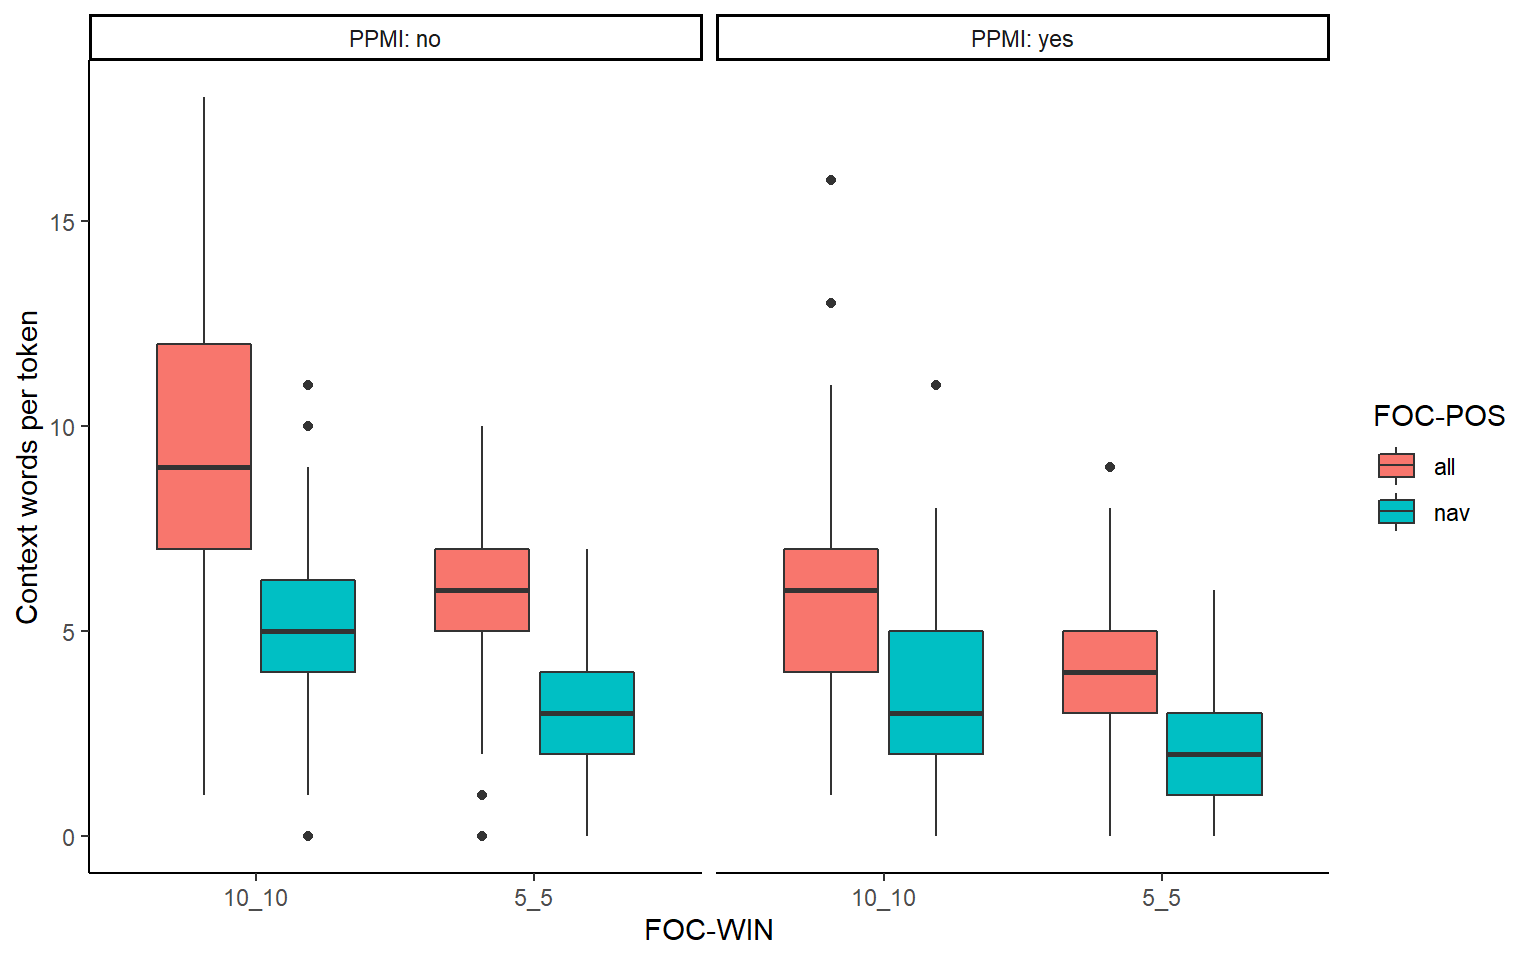 PPMI: no
PPMI: yes
Context words per token
15
10
5
0
10_10
5_5
10_10
5_5
FOC-WIN
FOC-POS
all
nav